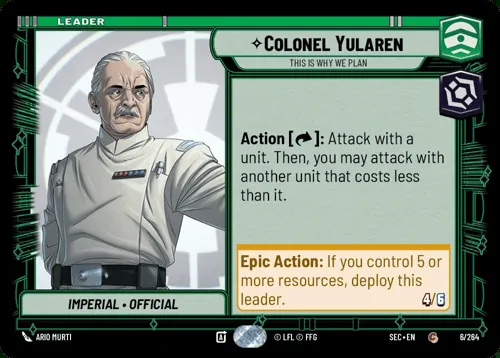 LEADER
✧COLONEL YULAREN
THIS IS WHY WE PLAN
Action [↷]: Attack with a
unit. Then, you may attack with
another unit that costs less
than it.
Epic Action: If you control 5 or
more resources, deploy this
leader.
4/6
IMPERIAL • OFFICIAL
ARIO MURTI
A
© LFL © FFG
SEC • EN
C
6/264